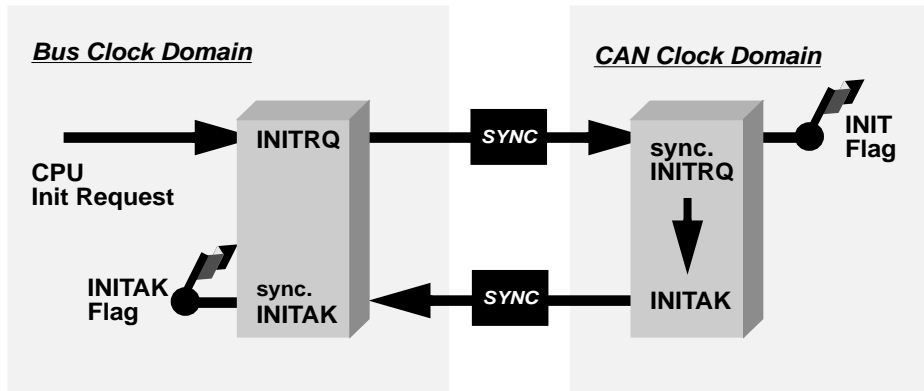 Bus Clock Domain
CAN Clock Domain
INITRQ
SYNC
sync.
INITRQ
INIT
Flag
CPU
Init Request
INITAK
Flag
sync.
INITAK
SYNC
INITAK